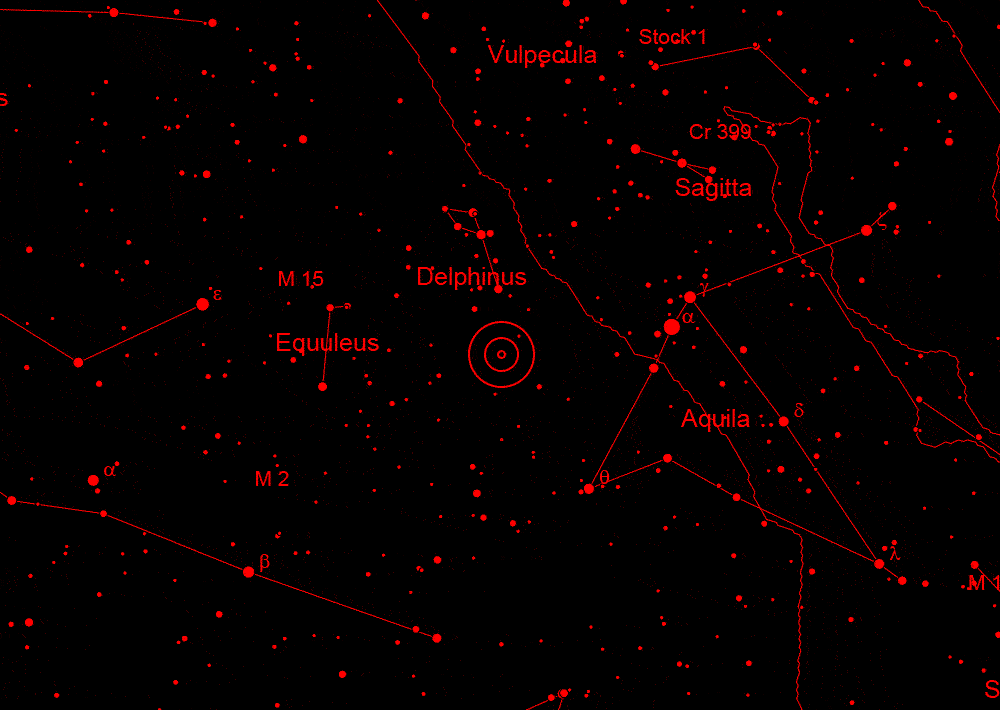 Stock 1
Vulpecula
s
Cr 399
Sagitta
ζ
Delphinus
M 15
γ
ε
α
Equuleus
δ
Aquila
α
θ
M 2
λ
β
M 1
S